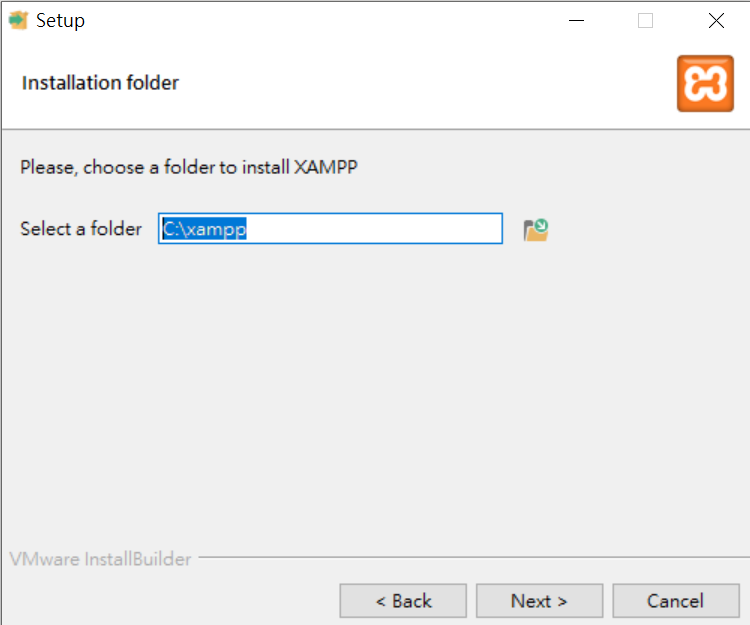 Setup
Installation folder
Please, choose a folder to install XAMPP
Select a folder C:\xampp
VMware InstallBuilder
< Back Next > Cancel